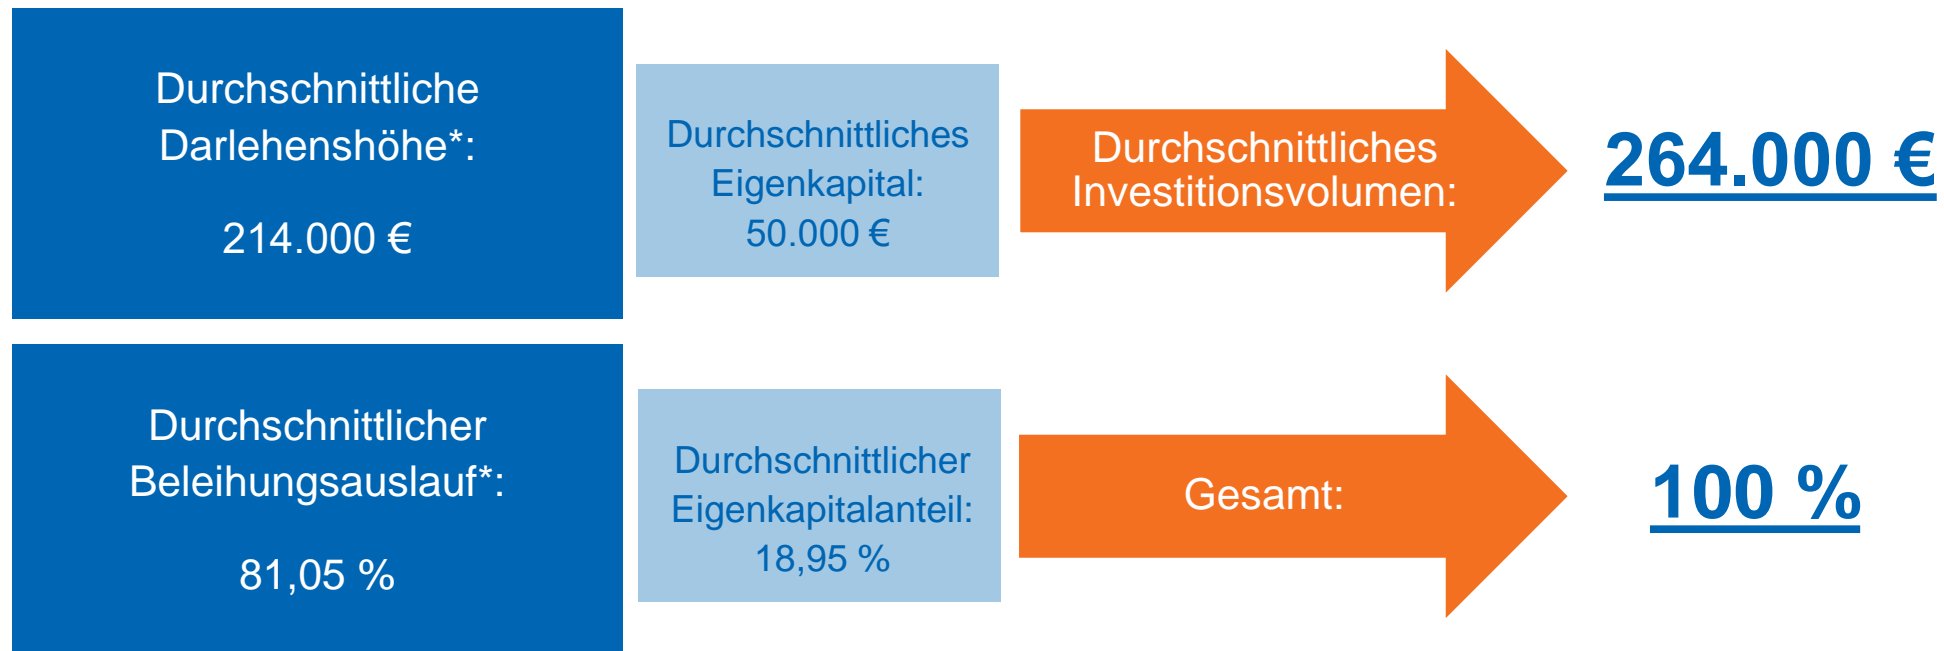 Durchschnittliche
Darlehenshöhe*:
214.000 €
Durchschnittliches
Eigenkapital:
50.000 €
Durchschnittliches
Investitionsvolumen:
264.000 €
Durchschnittlicher
Beleihungsauslauf*:
81,05 %
Durchschnittlicher
Eigenkapitalanteil:
18,95 %
Gesamt:
100 %